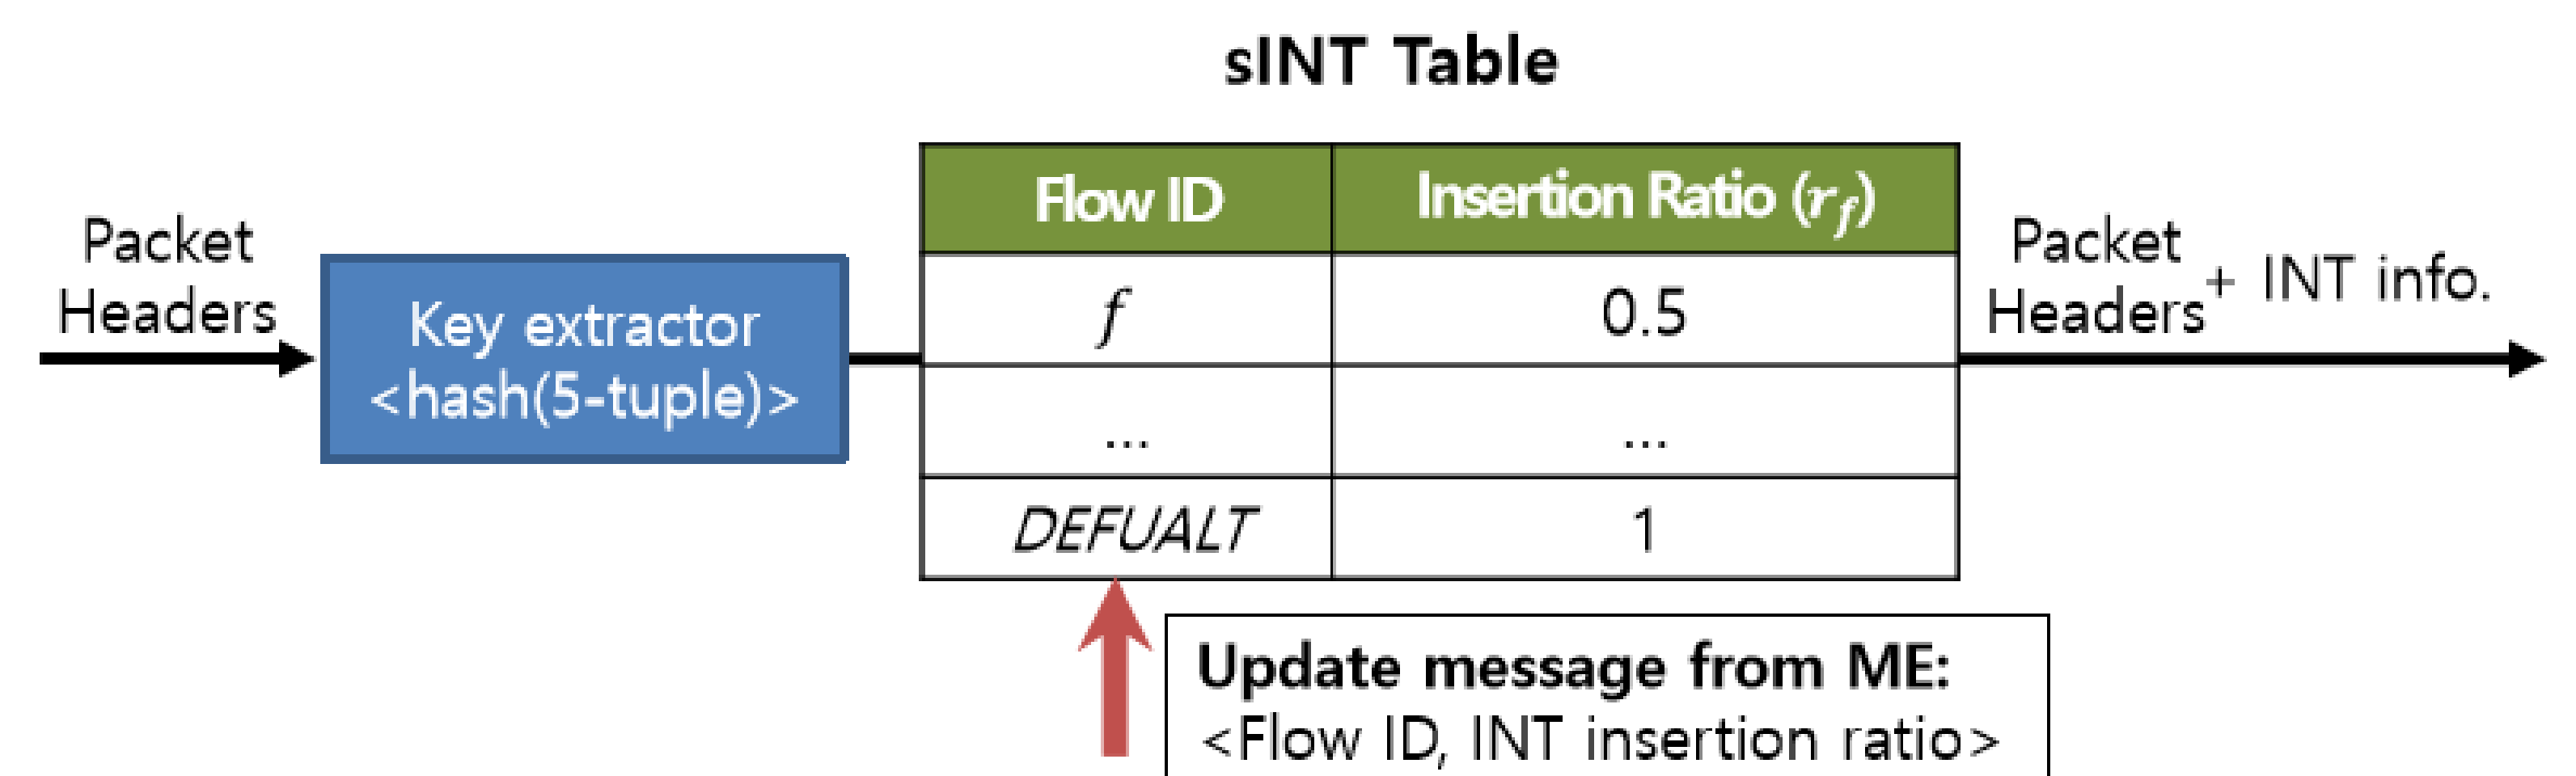 sINT Table
Packet
Headers
Key extractor
<hash(5-tuple)>
Flow ID
Insertion Ratio (r_f)
f
0.5
...
...
DEFUALT
1
Packet
Headers
+ INT info.
Update message from ME:
<Flow ID, INT insertion ratio>